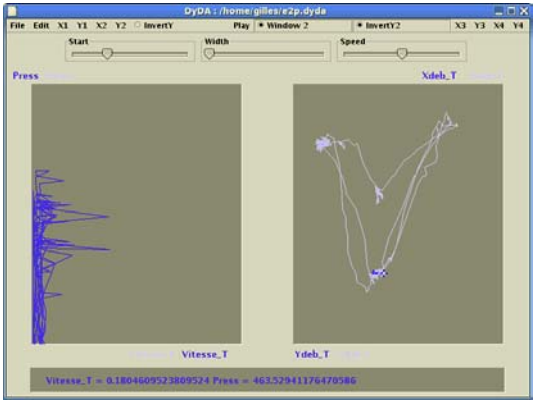 DyDA : /home/gilles/e2p.dyda
File Edit X1 Y1 X2 Y2 InvertY Play Window 2 InvertY2 X3 Y3 X4 Y4
Start Width Speed
Press Xdeb_T
Vitesse_T Ydeb_T
Vitesse_T = 0.1804609523809524 Press = 463.52941176470586